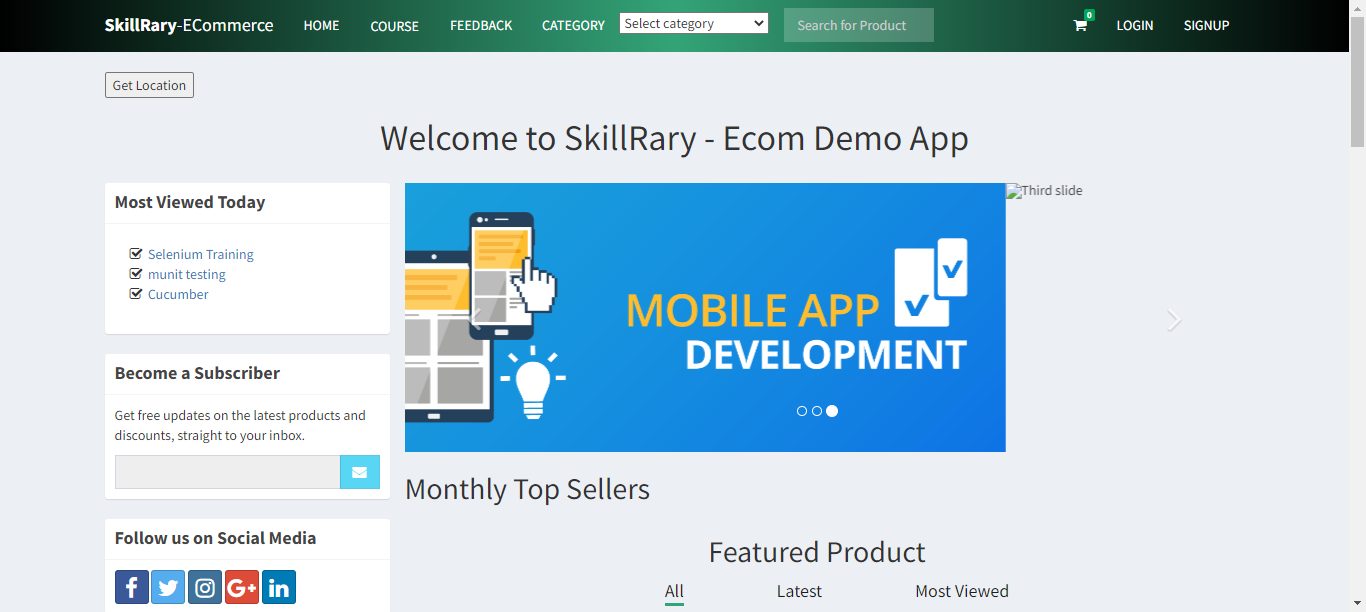 SkillRary-ECommerce HOME COURSE FEEDBACK CATEGORY Select category Search for Product 0 LOGIN SIGNUP
Get Location
Welcome to SkillRary - Ecom Demo App
Most Viewed Today
Selenium Training
munit testing
Cucumber
Become a Subscriber
Get free updates on the latest products and
discounts, straight to your inbox.
Follow us on Social Media
f G+ in
MOBILE APP
DEVELOPMENT
Third slide
Monthly Top Sellers
Featured Product
All Latest Most Viewed